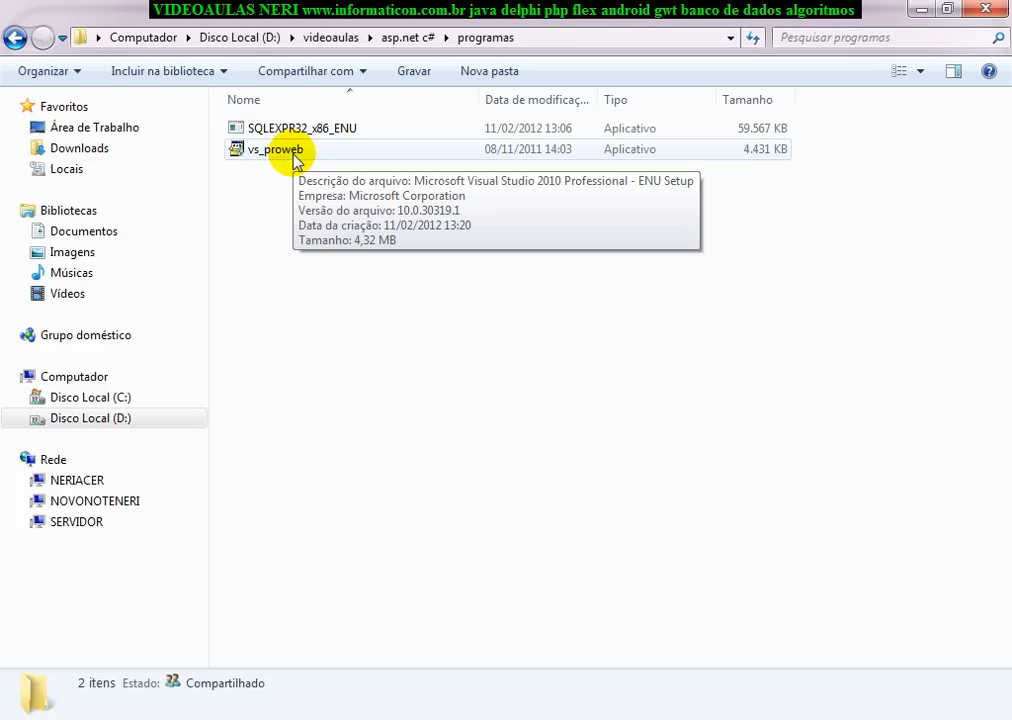 VIDEOAULAS NERI www.informaticon.com.br java delphi php flex android gwt banco de dados algoritmos
Computador Disco Local (D:) videoaulas asp.net c# programas
Pesquisar programas
Organizar Incluir na biblioteca Compartilhar com Gravar Nova pasta
Favoritos
Área de Trabalho
Downloads
Locais
Bibliotecas
Documentos
Imagens
Músicas
Vídeos
Grupo doméstico
Computador
Disco Local (C:)
Disco Local (D:)
Rede
NERIACER
NOVONOTENERI
SERVIDOR
Nome Data de modificaç... Tipo Tamanho
SQLEXPR32_x86_ENU 11/02/2012 13:06 Aplicativo 59.567 KB
vs_proweb 08/11/2011 14:03 Aplicativo 4.431 KB
Descrição do arquivo: Microsoft Visual Studio 2010 Professional - ENU Setup
Empresa: Microsoft Corporation
Versão do arquivo: 10.0.30319.1
Data da criação: 11/02/2012 13:20
Tamanho: 4,32 MB
2 itens Estado: Compartilhado